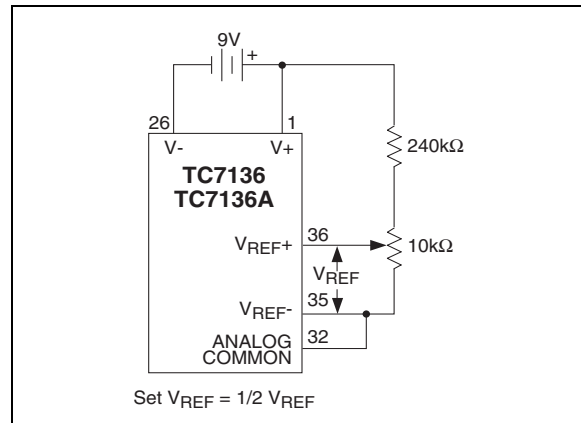 9V
+
26
1
V-
V+
TC7136
TC7136A
240kΩ
VREF+
36
10kΩ
VREF
VREF-
35
ANALOG
COMMON
32
Set VREF = 1/2 VREF